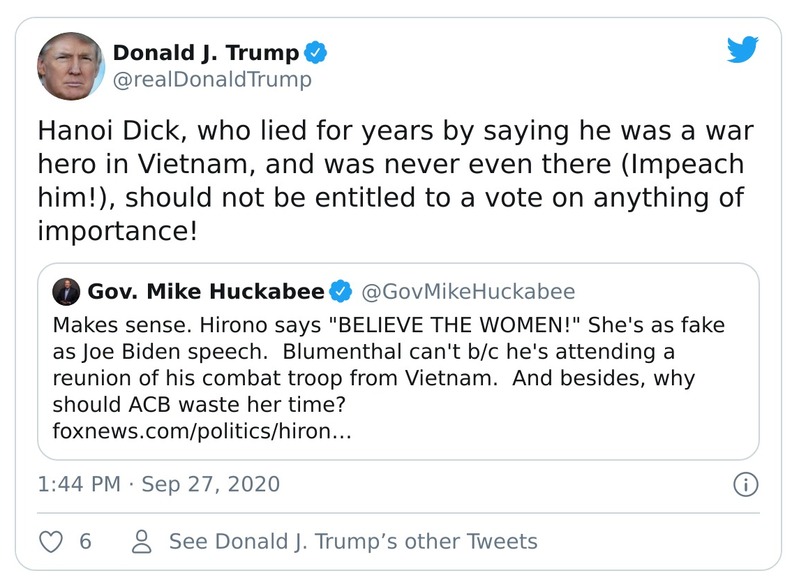 Donald J. Trump
@realDonaldTrump
Hanoi Dick, who lied for years by saying he was a war
hero in Vietnam, and was never even there (Impeach
him!), should not be entitled to a vote on anything of
importance!
Gov. Mike Huckabee @GovMikeHuckabee
Makes sense. Hirono says "BELIEVE THE WOMEN!" She's as fake
as Joe Biden speech.  Blumenthal can't b/c he's attending a
reunion of his combat troop from Vietnam.  And besides, why
should ACB waste her time?
foxnews.com/politics/hiron…
1:44 PM · Sep 27, 2020
6 See Donald J. Trump’s other Tweets